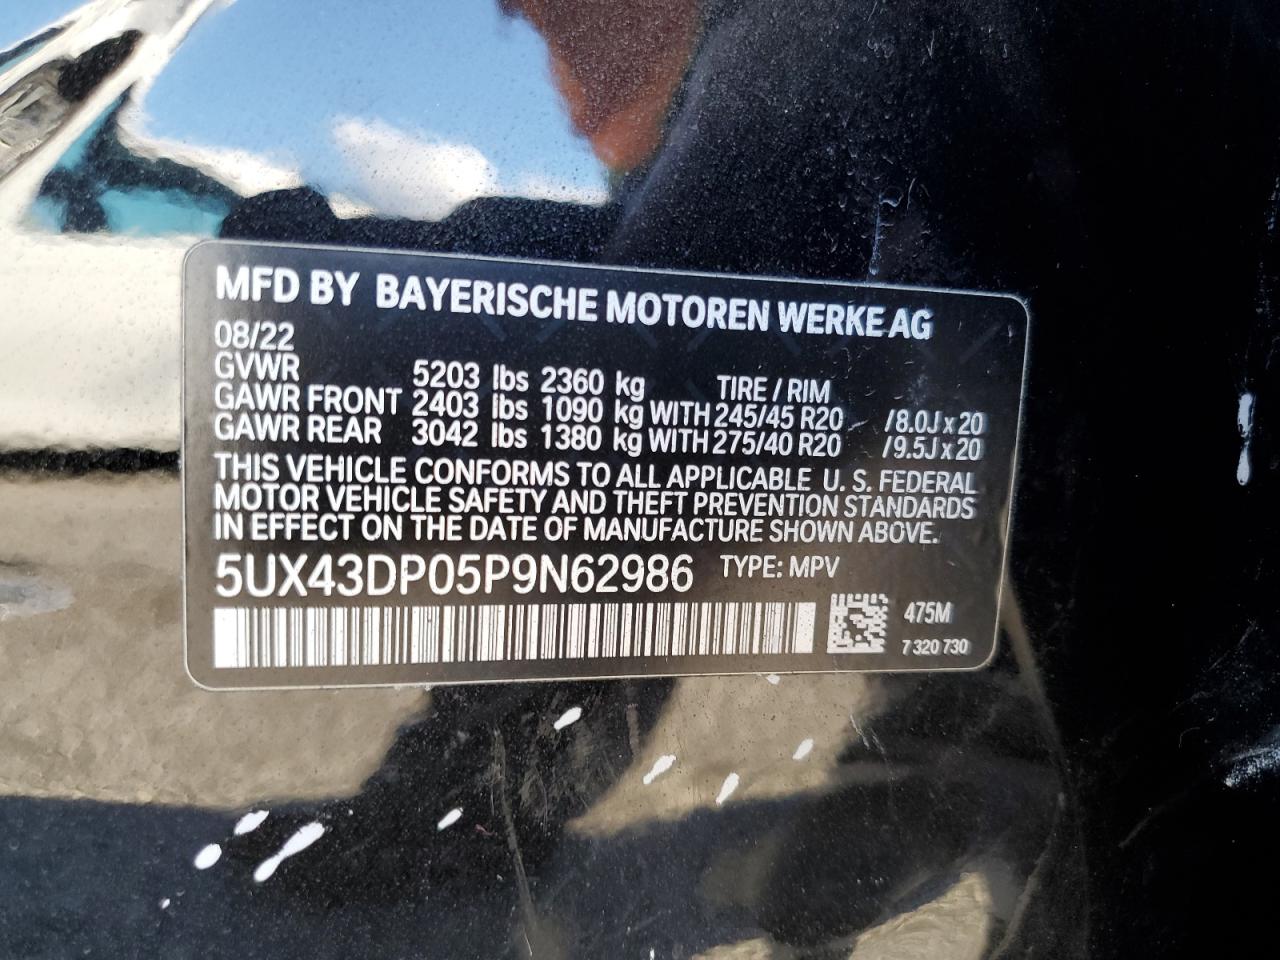 MFD BY BAYERISCHE MOTOREN WERKE AG
08/22
GVWR 5203 lbs 2360 kg TIRE / RIM
GAWR FRONT 2403 lbs 1090 kg WITH 245/45 R20 /8.0J x 20
GAWR REAR 3042 lbs 1380 kg WITH 275/40 R20 /9.5J x 20
THIS VEHICLE CONFORMS TO ALL APPLICABLE U. S. FEDERAL
MOTOR VEHICLE SAFETY AND THEFT PREVENTION STANDARDS
IN EFFECT ON THE DATE OF MANUFACTURE SHOWN ABOVE.
5UX43DP05P9N62986 TYPE: MPV
475M
7 320 730